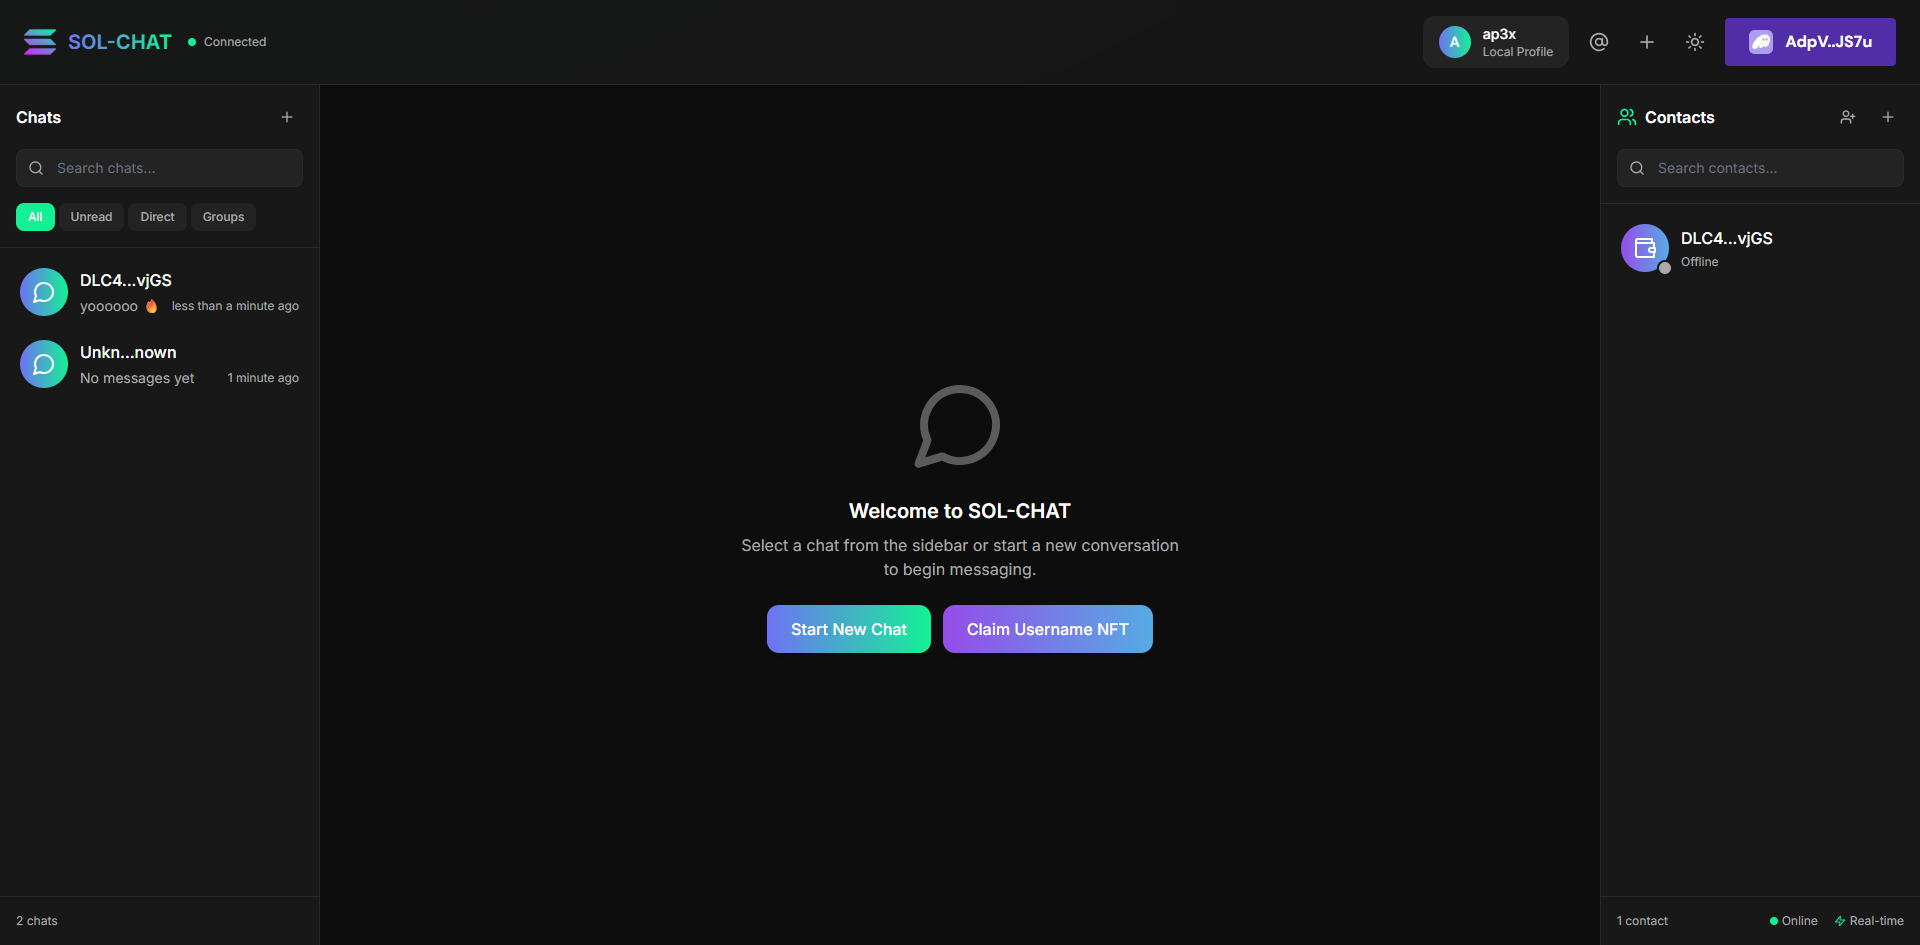 SOL-CHAT
Connected
A
ap3x
Local Profile
AdpV..JS7u
Chats
Search chats...
All
Unread
Direct
Groups
DLC4...vjGS
yoooooo 🔥 less than a minute ago
Unkn...nown
No messages yet 1 minute ago
2 chats
Welcome to SOL-CHAT
Select a chat from the sidebar or start a new conversation
to begin messaging.
Start New Chat
Claim Username NFT
Contacts
Search contacts...
DLC4...vjGS
Offline
1 contact
Online
Real-time